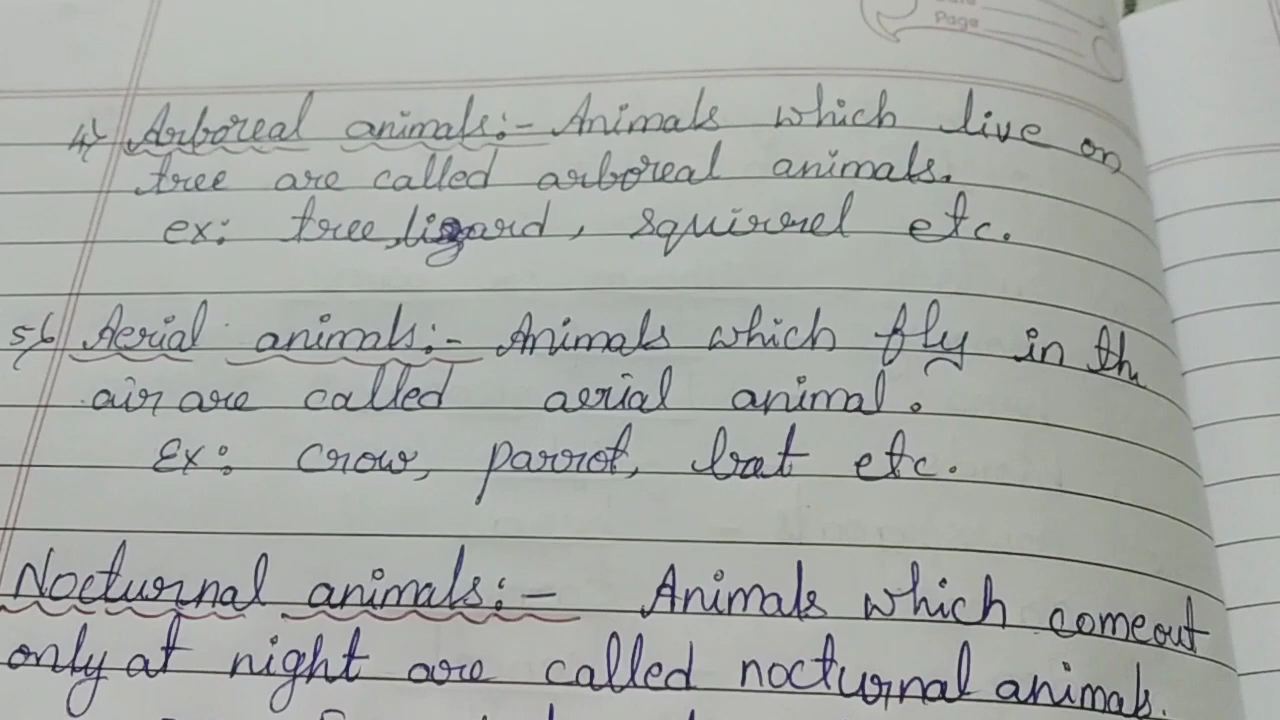 Page
4) Arboreal animals:- Animals which live on
tree are called arboreal animals.
ex: tree, lizard, squirrel etc.
5) Aerial animals:- Animals which fly in the
air are called aerial animal.
Ex: crow, parrot, bat etc.
Nocturnal animals:- Animals which comeout
only at night are called nocturnal animals.